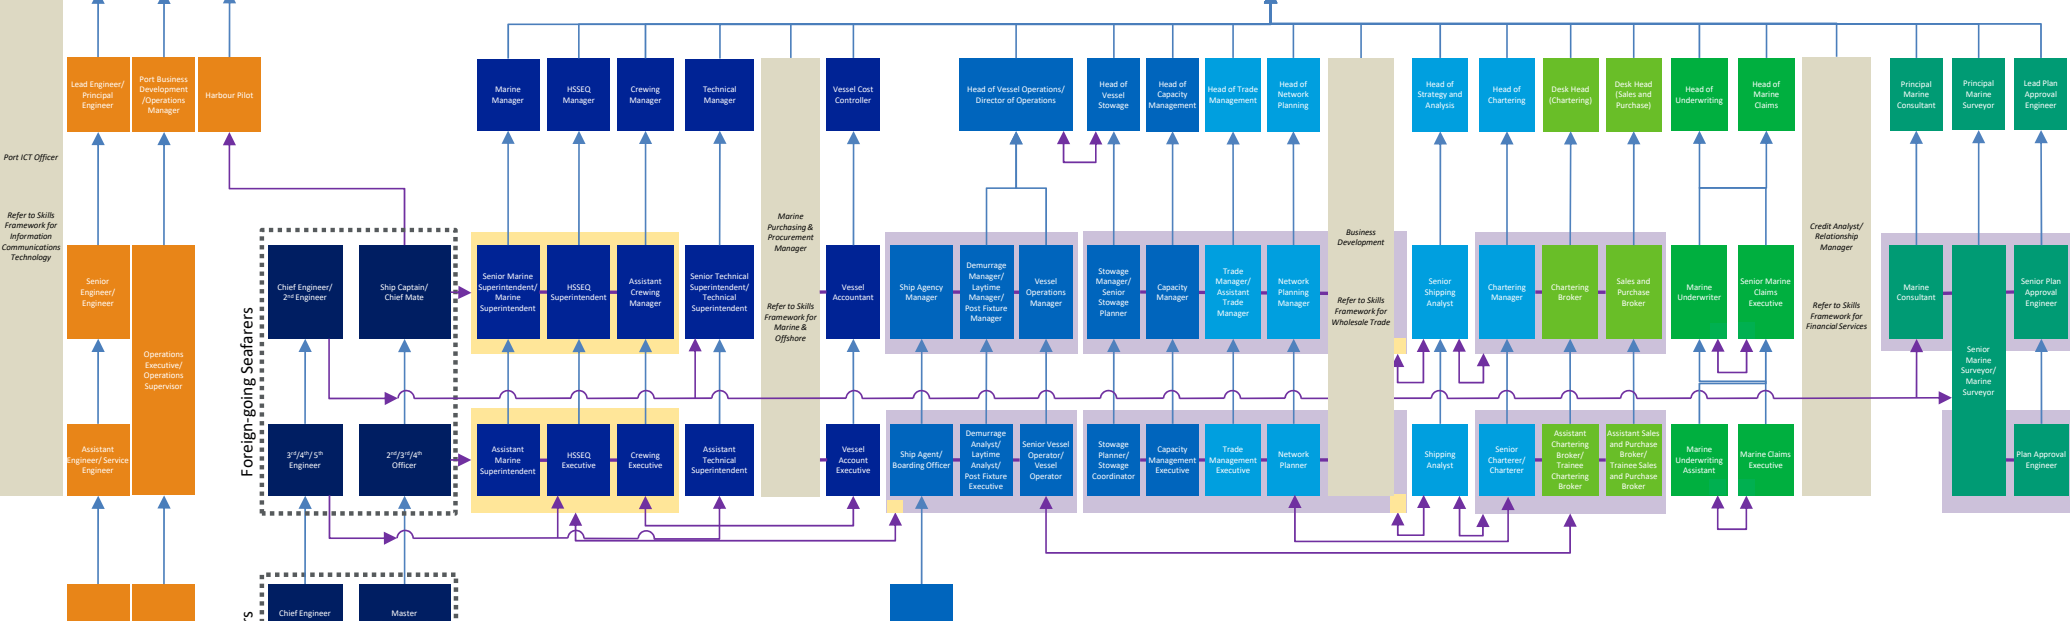 Lead Engineer/
Principal
Engineer
Port Business
Development
/Operations
Manager
Harbour Pilot
Marine
Manager
HSSEQ
Manager
Crewing
Manager
Technical
Manager
Vessel Cost
Controller
Head of Vessel Operations/
Director of Operations
Head of
Vessel
Stowage
Head of
Capacity
Management
Head of Trade
Management
Head of
Network
Planning
Head of
Strategy and
Analysis
Head of
Chartering
Desk Head
(Chartering)
Desk Head
(Sales and
Purchase)
Head of
Underwriting
Head of
Marine
Claims
Principal
Marine
Consultant
Principal
Marine
Surveyor
Lead Plan
Approval
Engineer
Port ICT Officer
Refer to Skills
Framework for
Information
Communications
Technology
Marine
Purchasing &
Procurement
Manager
Refer to Skills
Framework for
Marine &
Offshore
Business
Development
Refer to Skills
Framework for
Wholesale Trade
Credit Analyst/
Relationship
Manager
Refer to Skills
Framework for
Financial Services
Senior
Engineer/
Engineer
Operations
Executive/
Operations
Supervisor
Foreign-going Seafarers
Chief Engineer/
2nd Engineer
Ship Captain/
Chief Mate
Senior Marine
Superintendent/
Marine
Superintendent
HSSEQ
Superintendent
Assistant
Crewing
Manager
Senior Technical
Superintendent/
Technical
Superintendent
Vessel
Accountant
Ship Agency
Manager
Demurrage
Manager/
Laytime
Manager/
Post Fixture
Manager
Vessel
Operations
Manager
Stowage
Manager/
Senior
Stowage
Planner
Capacity
Manager
Trade
Manager/
Assistant
Trade
Manager
Network
Planning
Manager
Senior
Shipping
Analyst
Chartering
Manager
Chartering
Broker
Sales and
Purchase
Broker
Marine
Underwriter
Senior Marine
Claims
Executive
Marine
Consultant
Senior
Marine
Surveyor/
Marine
Surveyor
Senior Plan
Approval
Engineer
Assistant
Engineer/ Service
Engineer
3rd/4th/ 5th
Engineer
2nd/3rd/4th
Officer
Assistant
Marine
Superintendent
HSSEQ
Executive
Crewing
Executive
Assistant
Technical
Superintendent
Vessel
Account
Executive
Ship Agent/
Boarding Officer
Demurrage
Analyst/
Laytime
Analyst/
Post Fixture
Executive
Senior Vessel
Operator/
Vessel
Operator
Stowage
Planner/
Stowage
Coordinator
Capacity
Management
Executive
Trade
Management
Executive
Network
Planner
Shipping
Analyst
Senior
Charterer/
Charterer
Assistant
Chartering
Broker/
Trainee
Chartering
Broker
Assistant Sales
and Purchase
Broker/
Trainee Sales
and Purchase
Broker
Marine
Underwriting
Assistant
Marine Claims
Executive
Plan Approval
Engineer
Chief Engineer
Master